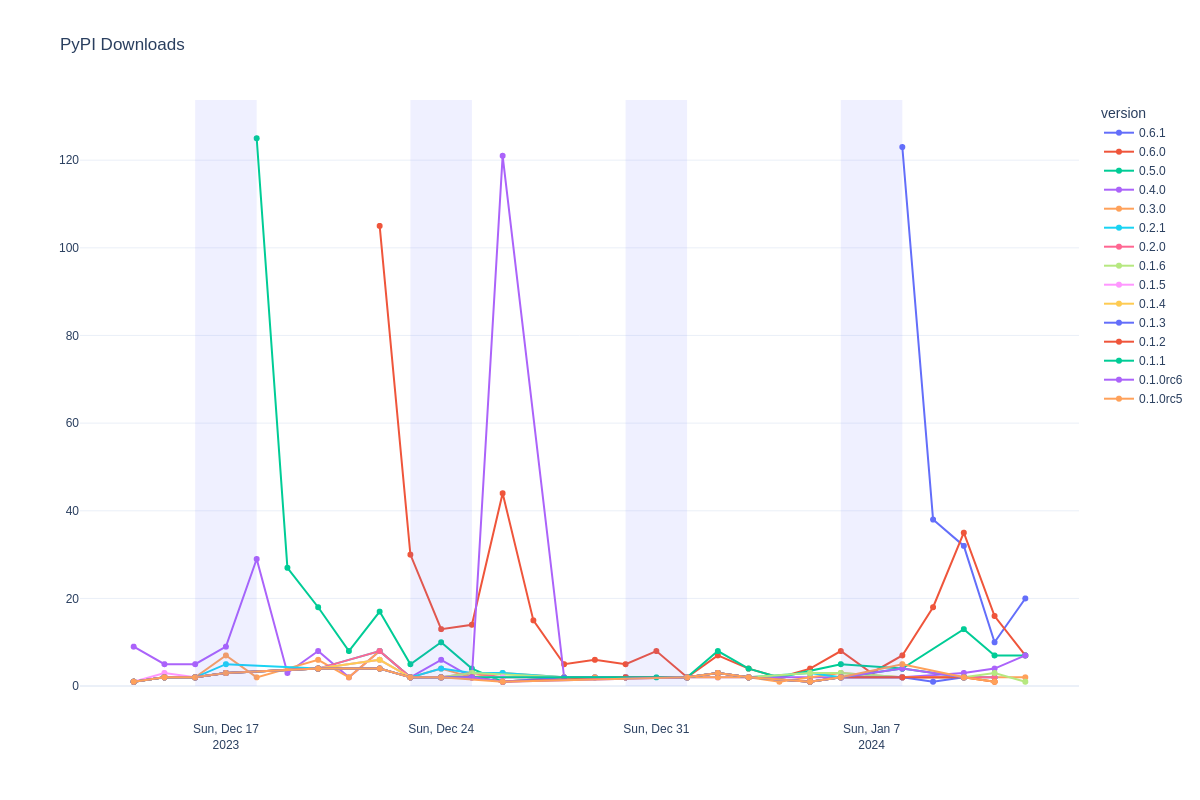 PyPI Downloads
version
0.6.1
0.6.0
0.5.0
0.4.0
0.3.0
0.2.1
0.2.0
0.1.6
0.1.5
0.1.4
0.1.3
0.1.2
0.1.1
0.1.0rc6
0.1.0rc5
120
100
80
60
40
20
0
Sun, Dec 17
2023
Sun, Dec 24
Sun, Dec 31
Sun, Jan 7
2024